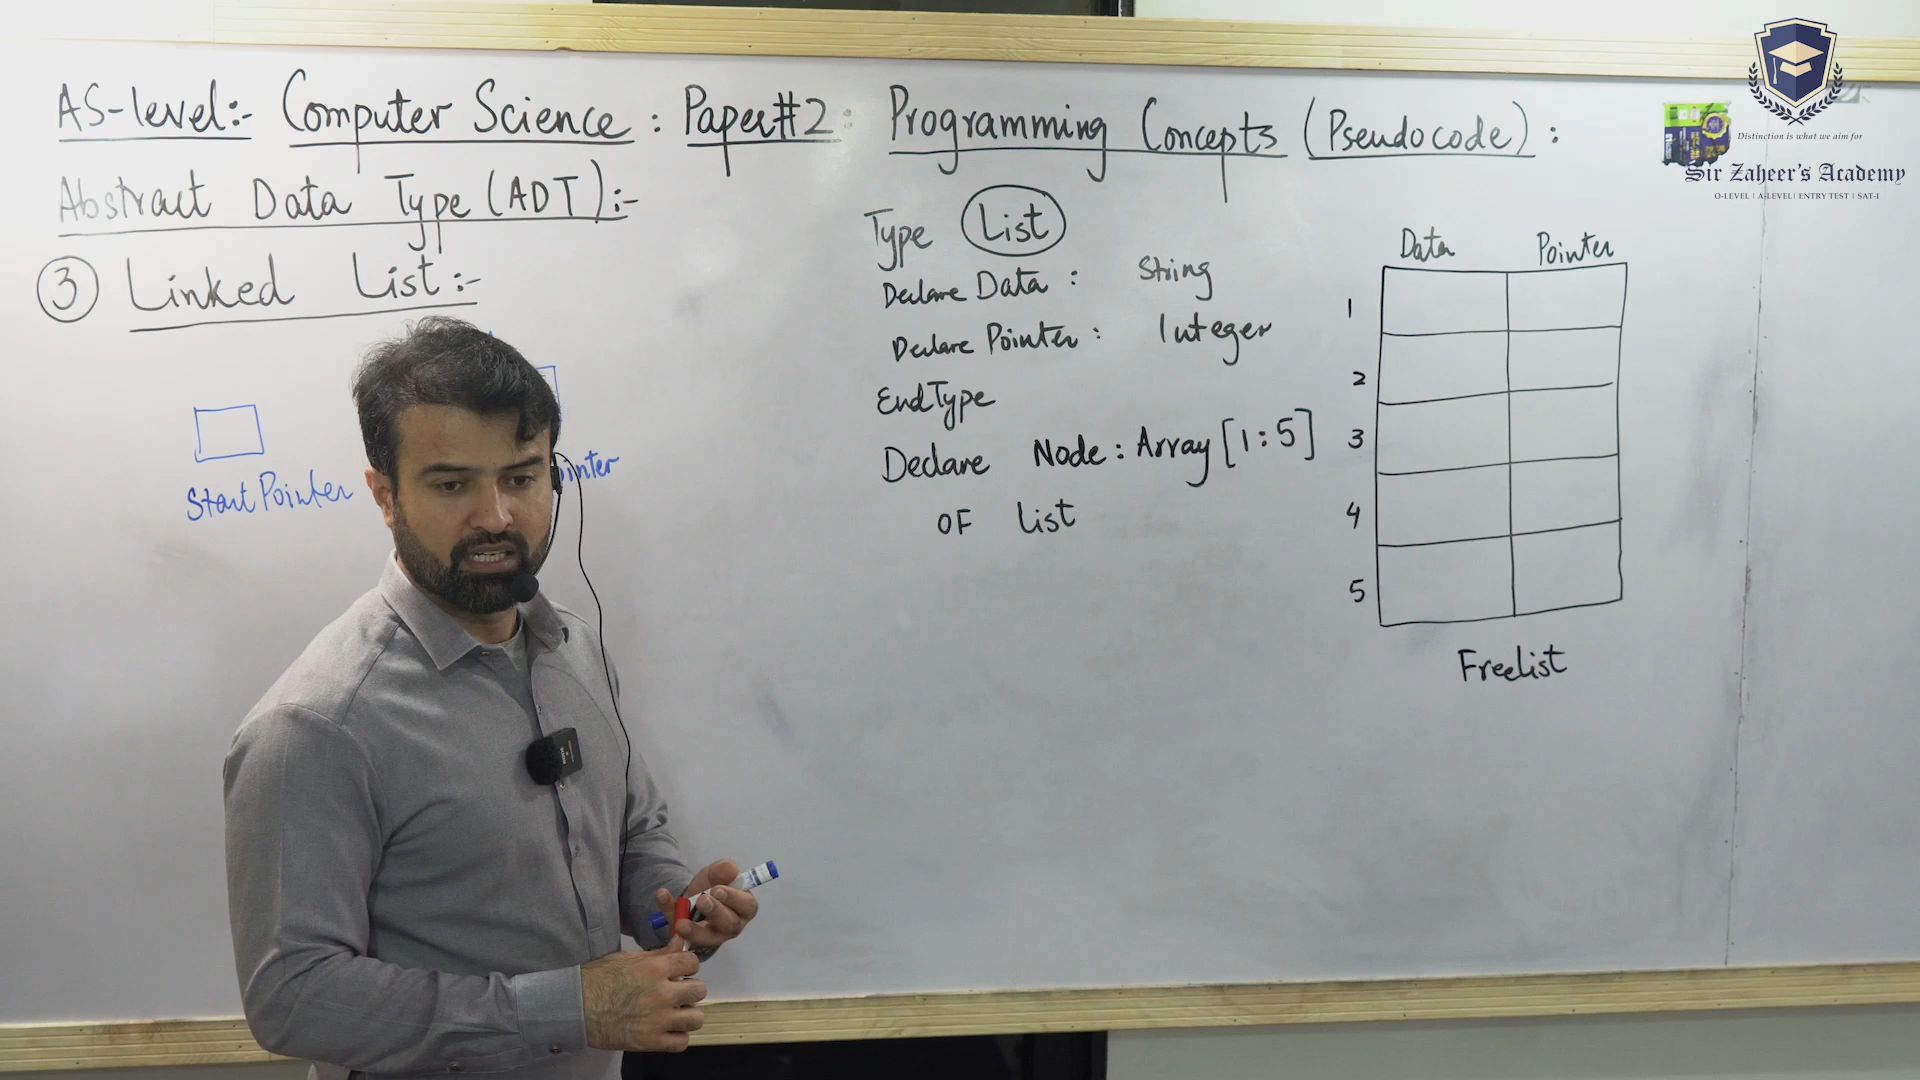 AS-level:- Computer Science : Paper#2 : Programming Concepts (Pseudocode) :
Abstract Data Type (ADT) :-
③ Linked List :-
Start Pointer
ointer
Type List
Declare Data : String
Declare Pointer : Integer
EndType
Declare Node : Array [1 : 5]
OF List
Data Pointer
1
2
3
4
5
Freelist
Distinction is what we aim for
Sir Zaheer's Academy
O-LEVEL | A-LEVEL | ENTRY TEST | SAT-I